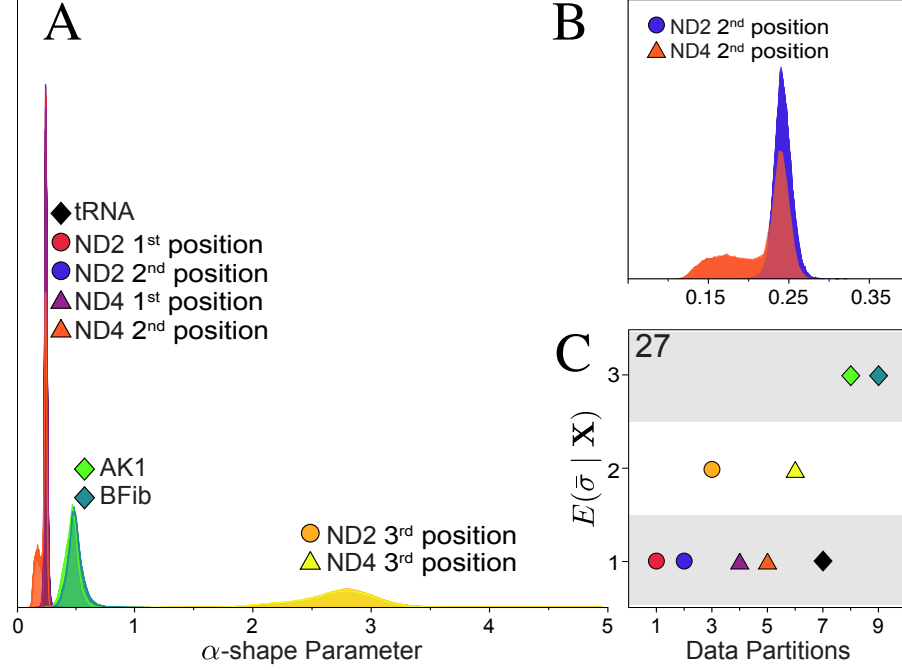 A
tRNA
ND2 1st position
ND2 2nd position
ND4 1st position
ND4 2nd position
AK1
BFib
ND2 3rd position
ND4 3rd position
0 1 2 3 4 5
α-shape Parameter
B
ND2 2nd position
ND4 2nd position
0.15 0.25 0.35
C
27
3
2
1
E(σ̄ | X)
1 3 5 7 9
Data Partitions